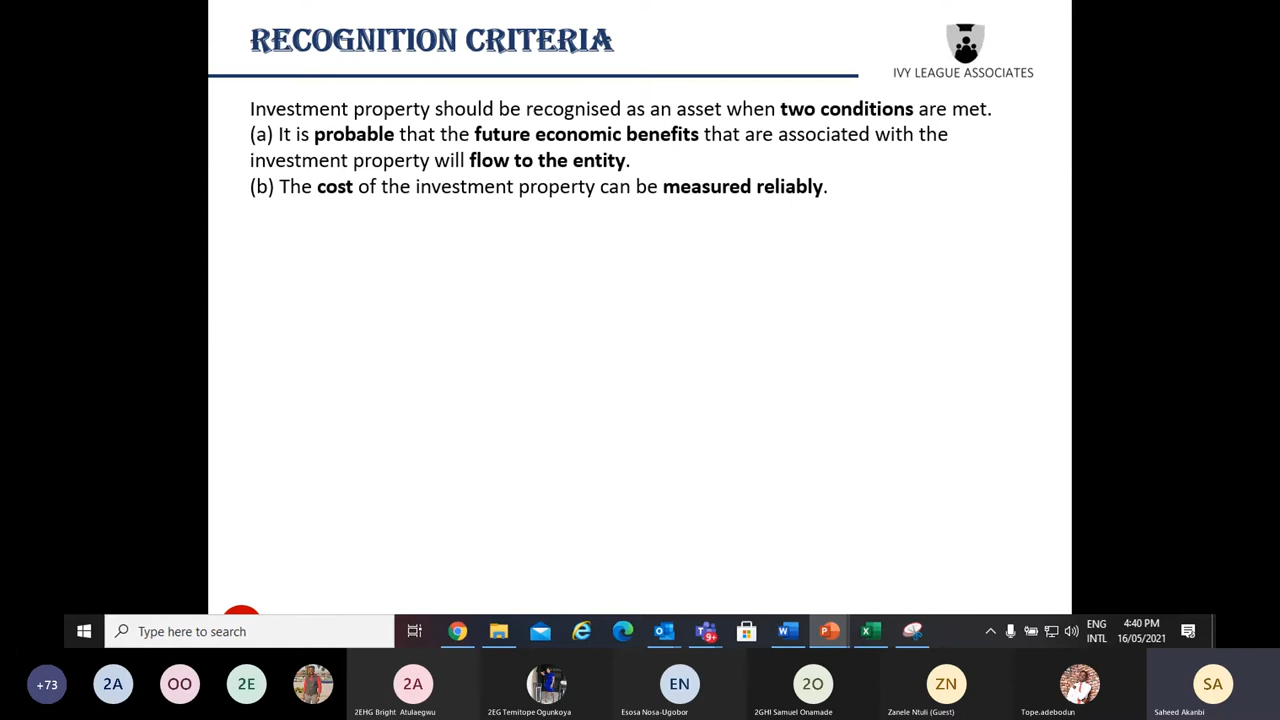 RECOGNITION CRITERIA
IVY LEAGUE ASSOCIATES
Investment property should be recognised as an asset when two conditions are met.
(a) It is probable that the future economic benefits that are associated with the
investment property will flow to the entity.
(b) The cost of the investment property can be measured reliably.
Type here to search
9+
ENG
INTL
4:40 PM
16/05/2021
+73
2A
OO
2E
2A
EN
2O
ZN
SA
2EHG Bright Atulaegwu
2EG Temitope Ogunkoya
Esosa Nosa-Ugobor
2GHI Samuel Onamade
Zanele Ntuli (Guest)
Tope.adebodun
Saheed Akanbi